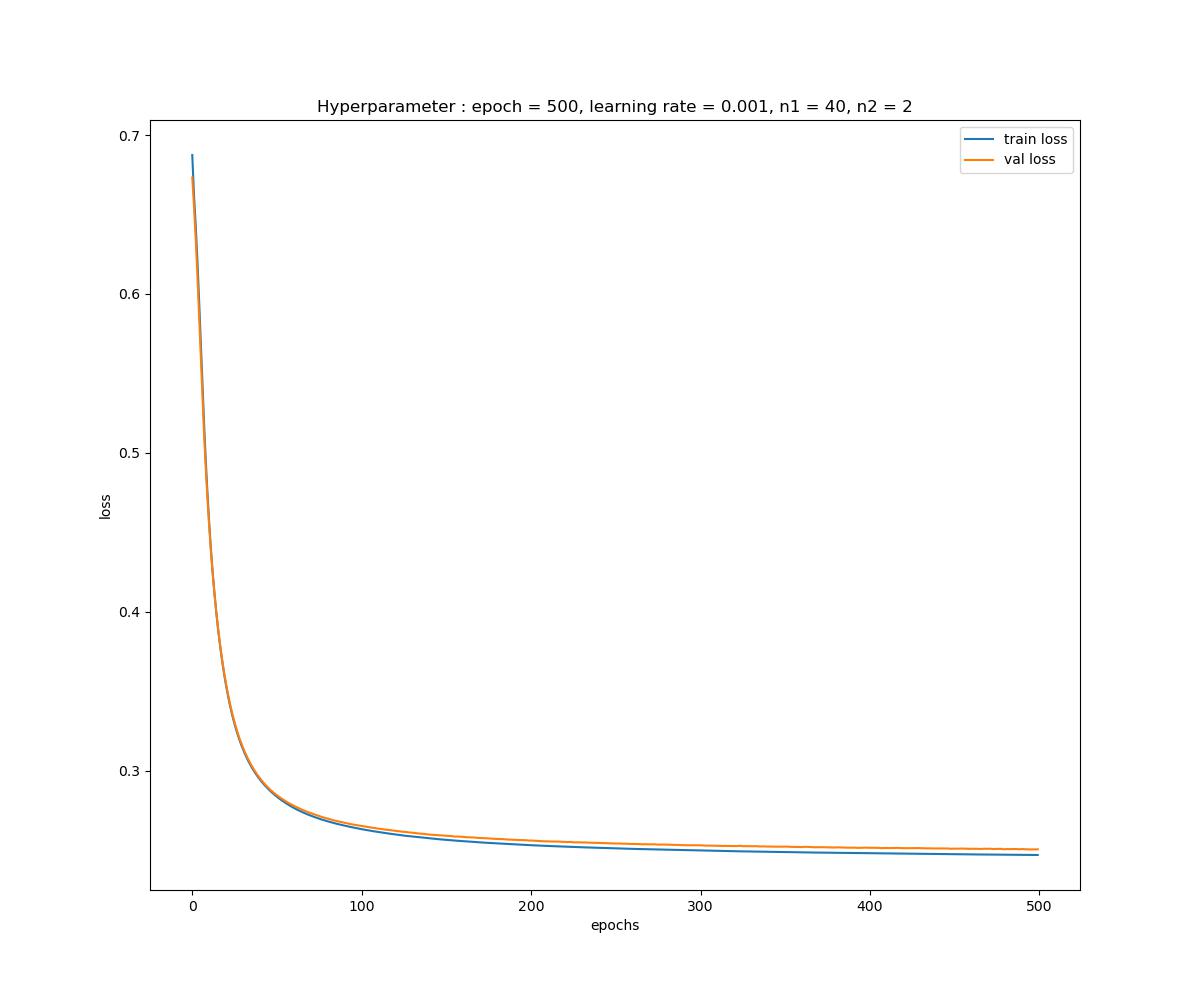 Hyperparameter : epoch = 500, learning rate = 0.001, n1 = 40, n2 = 2
train loss
val loss
0.7
0.6
0.5
0.4
0.3
loss
0 100 200 300 400 500
epochs